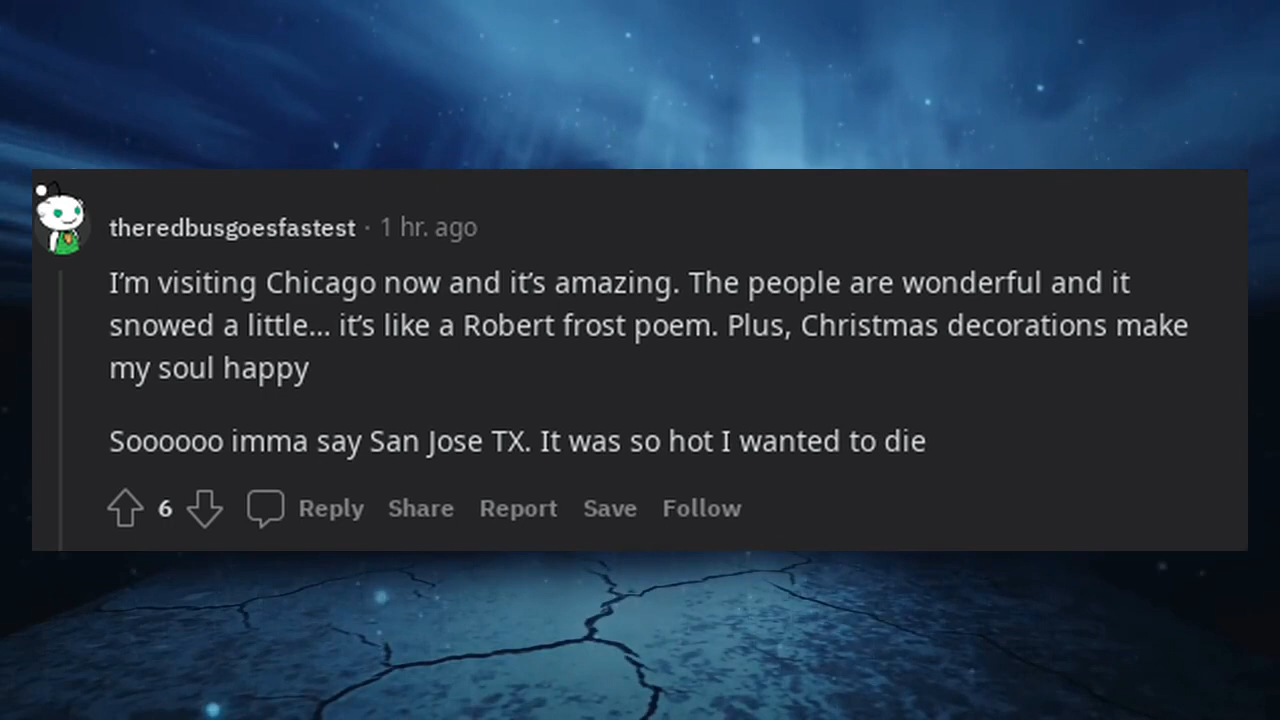 theredbusgoesfastest · 1 hr. ago
I’m visiting Chicago now and it’s amazing. The people are wonderful and it
snowed a little... it’s like a Robert frost poem. Plus, Christmas decorations make
my soul happy
Soooooo imma say San Jose TX. It was so hot I wanted to die
6 Reply Share Report Save Follow